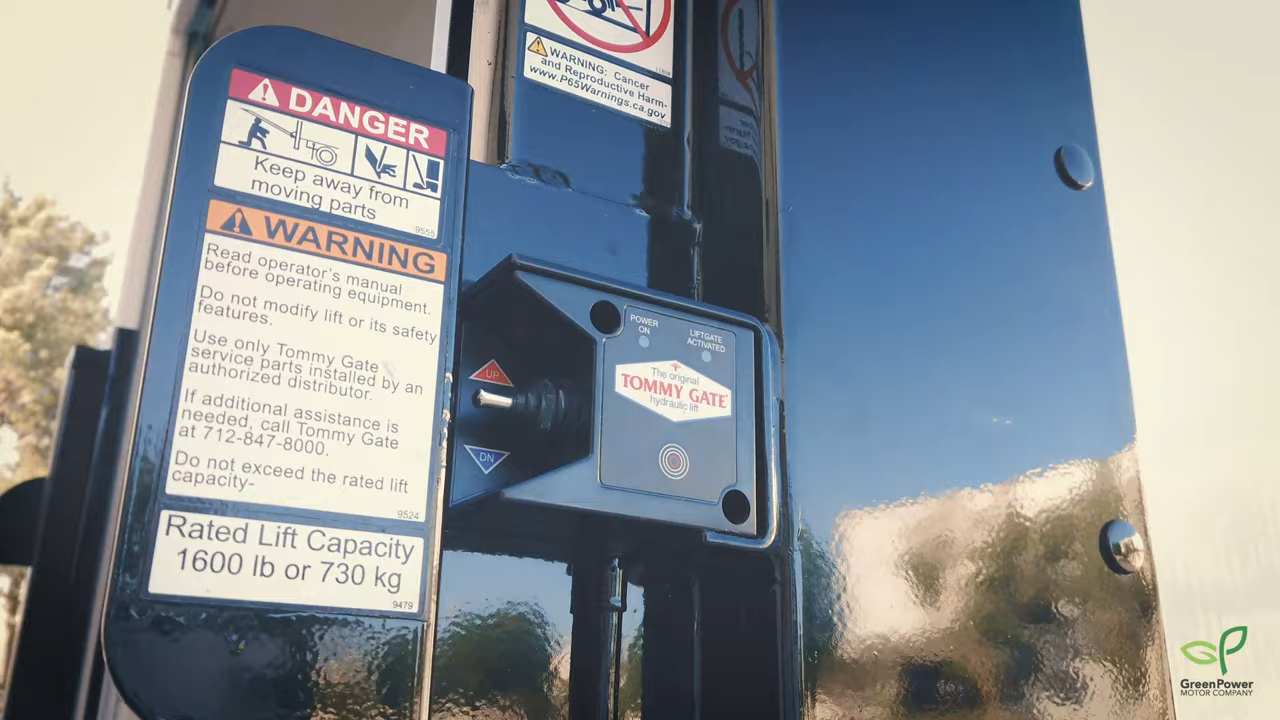 WARNING: Cancer
and Reproductive Harm-
www.P65Warnings.ca.gov
DANGER
Keep away from
moving parts
9555
WARNING
Read operator's manual
before operating equipment.
Do not modify lift or its safety
features.
Use only Tommy Gate
service parts installed by an
authorized distributor.
If additional assistance is
needed, call Tommy Gate
at 712-847-8000.
Do not exceed the rated lift
capacity-
9524
Rated Lift Capacity
1600 lb or 730 kg
9479
UP
DN
POWER
ON
LIFTGATE
ACTIVATED
The original
TOMMY GATE
hydraulic lift
GP
GreenPower
MOTOR COMPANY